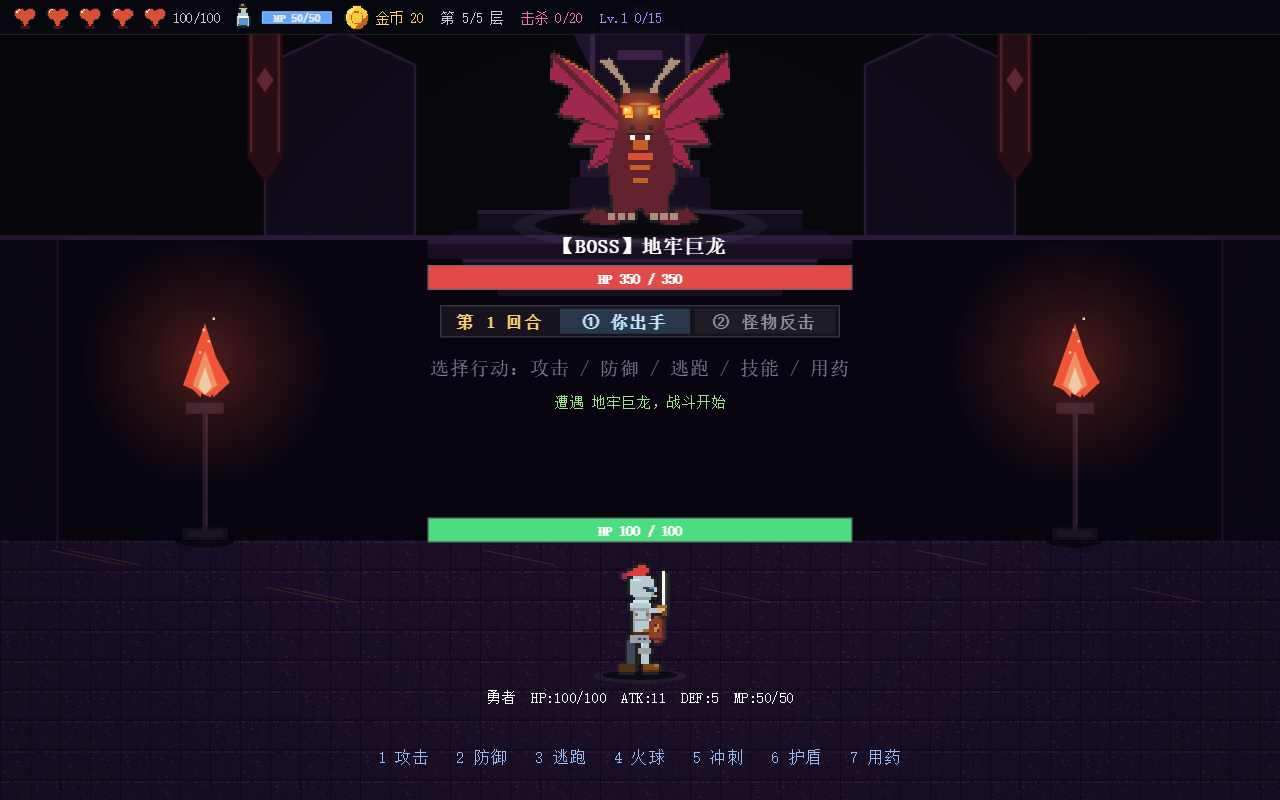 100/100 MP 50/50 金币 20 第 5/5 层 击杀 0/20 Lv.1 0/15
【BOSS】地牢巨龙
HP 350 / 350
第 1 回合 ① 你出手 ② 怪物反击
选择行动: 攻击 / 防御 / 逃跑 / 技能 / 用药
遭遇 地牢巨龙，战斗开始
HP 100 / 100
勇者 HP:100/100 ATK:11 DEF:5 MP:50/50
1 攻击 2 防御 3 逃跑 4 火球 5 冲刺 6 护盾 7 用药